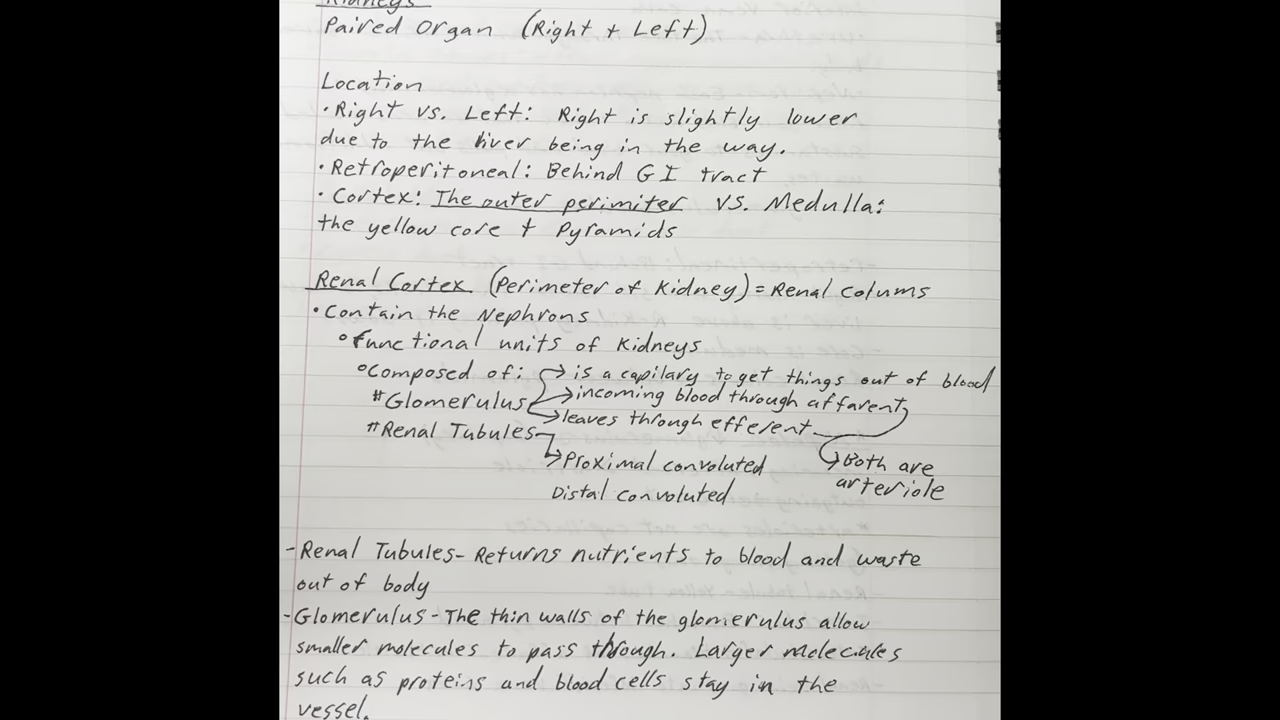 Kidneys
Paired Organ (Right + Left)
Location
• Right vs. Left: Right is slightly lower
due to the liver being in the way.
• Retroperitoneal: Behind GI tract
• Cortex: The outer perimiter vs. Medulla:
the yellow core + Pyramids
Renal Cortex (Perimeter of Kidney) = Renal colums
• Contain the Nephrons
° Functional units of Kidneys
° Composed of: → is a capilary to get things out of blood
# Glomerulus → incoming blood through affarent
→ leaves through efferent
# Renal Tubules
→ Proximal convoluted → Both are
Distal convoluted arteriole
- Renal Tubules - Returns nutrients to blood and waste
out of body
- Glomerulus - The thin walls of the glomerulus allow
smaller molecules to pass through. Larger molecules
such as proteins and blood cells stay in the
vessel.